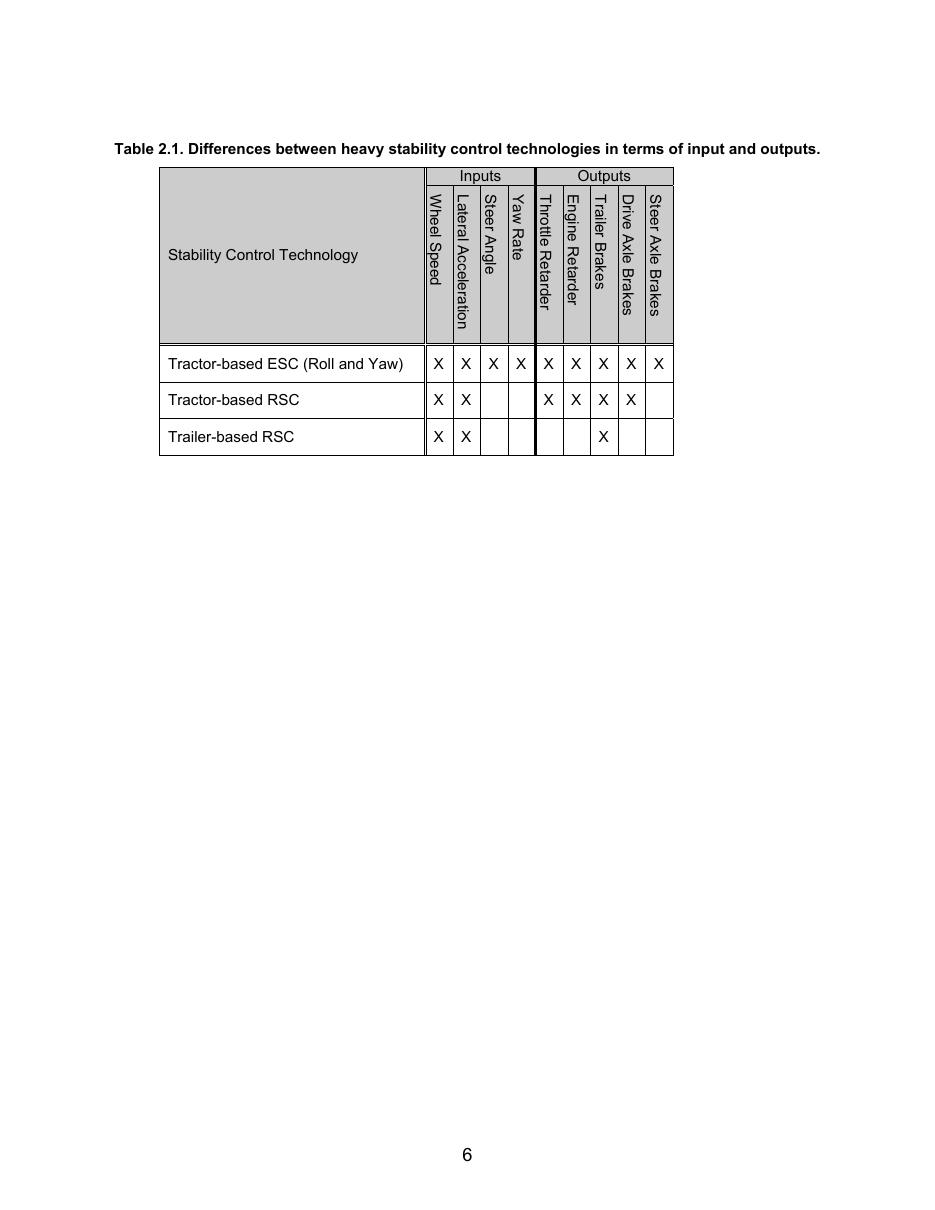 Table 2.1. Differences between heavy stability control technologies in terms of input and outputs.
Stability Control Technology
Inputs
Outputs
Wheel Speed
Lateral Acceleration
Steer Angle
Yaw Rate
Throttle Retarder
Engine Retarder
Trailer Brakes
Drive Axle Brakes
Steer Axle Brakes
Tractor-based ESC (Roll and Yaw) X X X X X X X X X
Tractor-based RSC X X X X X X
Trailer-based RSC X X X
6